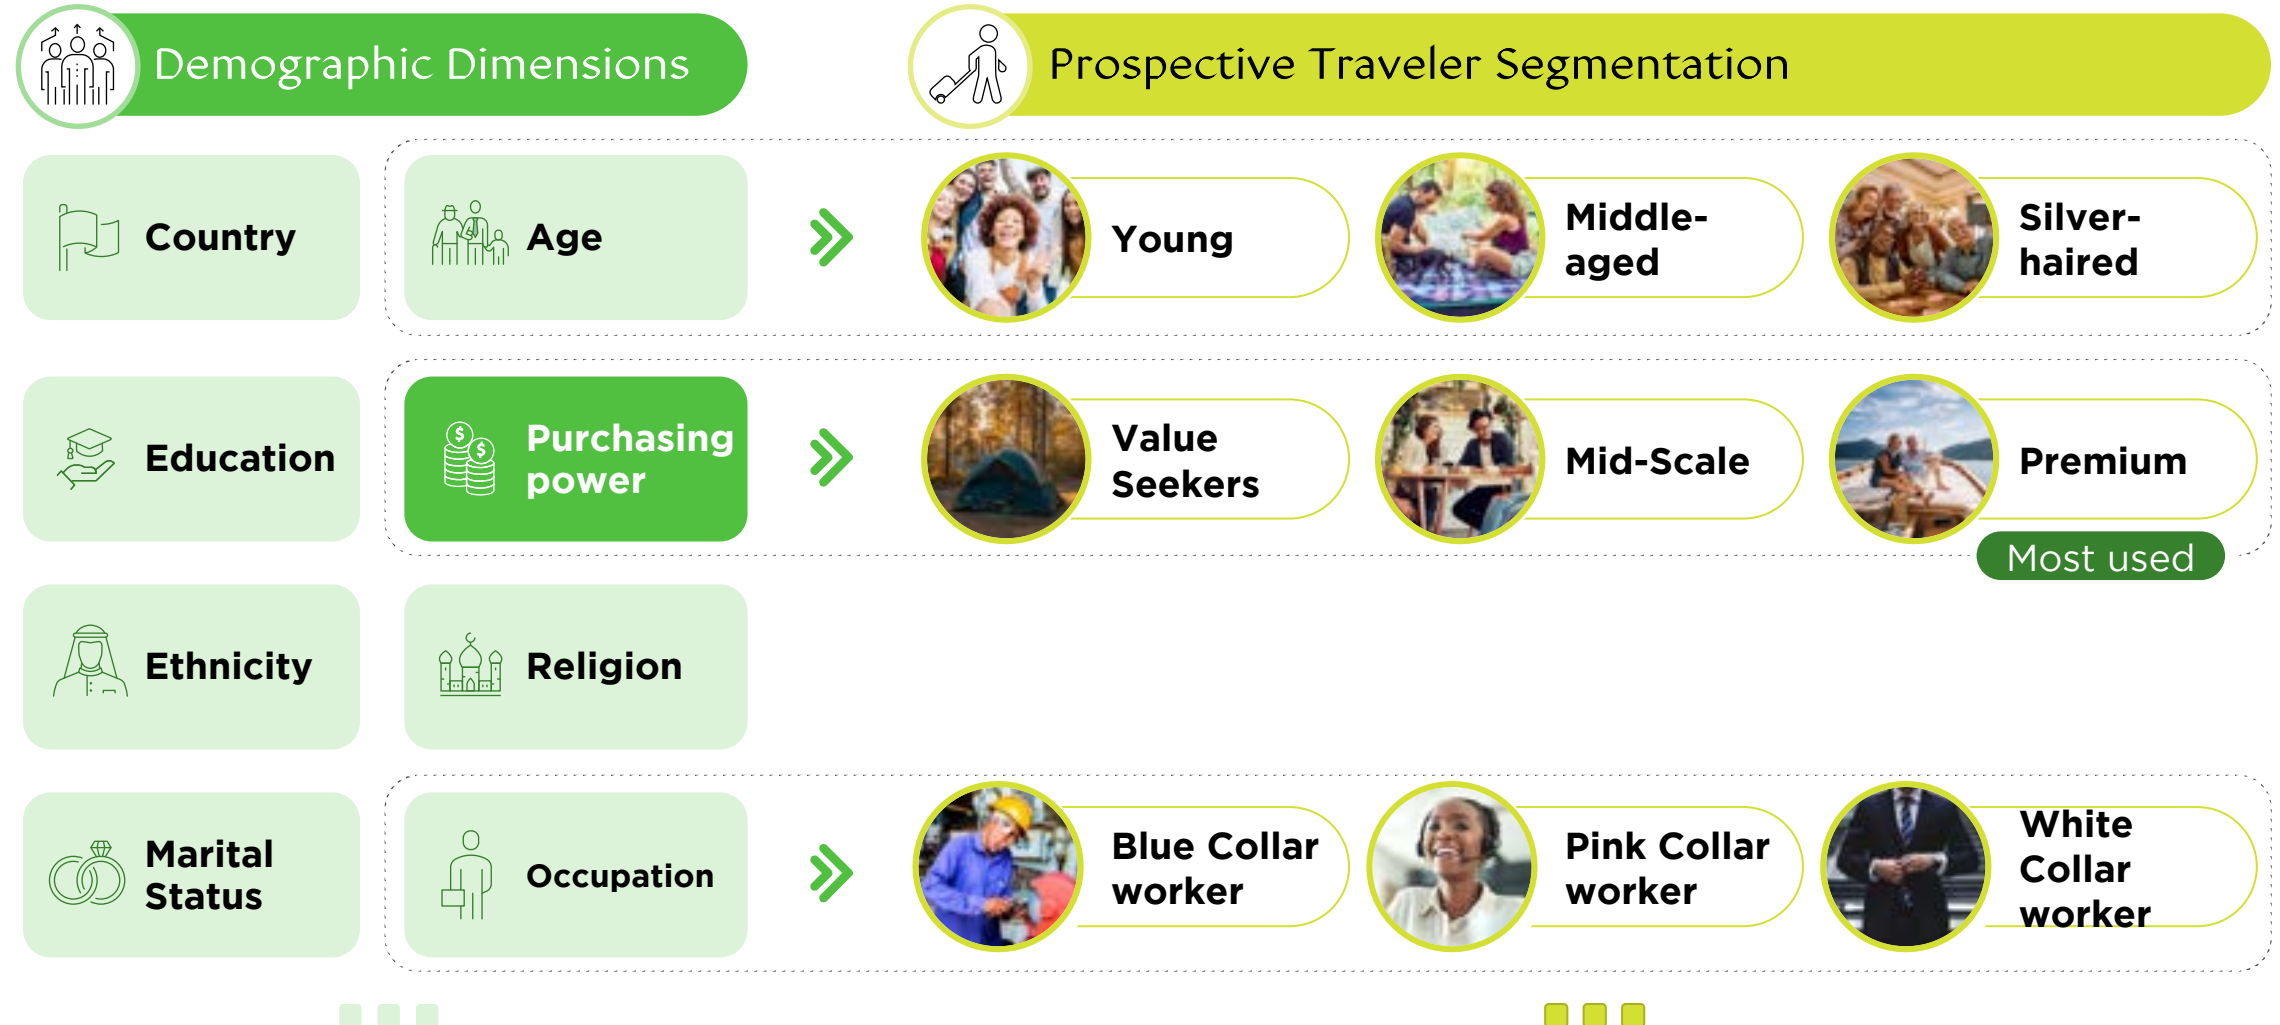 Demographic Dimensions
Prospective Traveler Segmentation
Country
Age
Young
Middle-
aged
Silver-
haired
Education
Purchasing
power
Value
Seekers
Mid-Scale
Premium
Most used
Ethnicity
Religion
Marital
Status
Occupation
Blue Collar
worker
Pink Collar
worker
White
Collar
worker